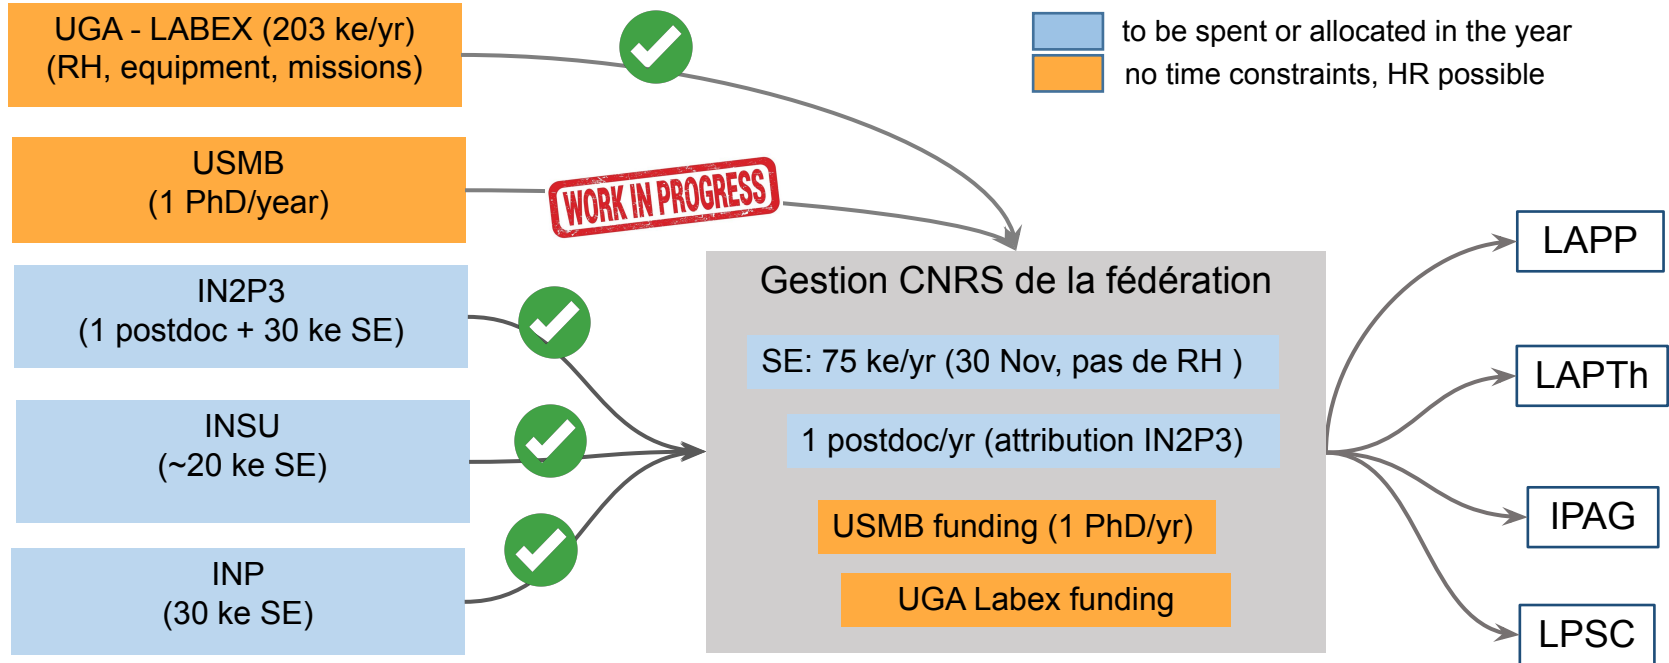 UGA - LABEX (203 ke/yr)
(RH, equipment, missions)
to be spent or allocated in the year
no time constraints, HR possible
USMB
(1 PhD/year)
WORK IN PROGRESS
IN2P3
(1 postdoc + 30 ke SE)
INSU
(~20 ke SE)
INP
(30 ke SE)
Gestion CNRS de la fédération
SE: 75 ke/yr (30 Nov, pas de RH )
1 postdoc/yr (attribution IN2P3)
USMB funding (1 PhD/yr)
UGA Labex funding
LAPP
LAPTh
IPAG
LPSC